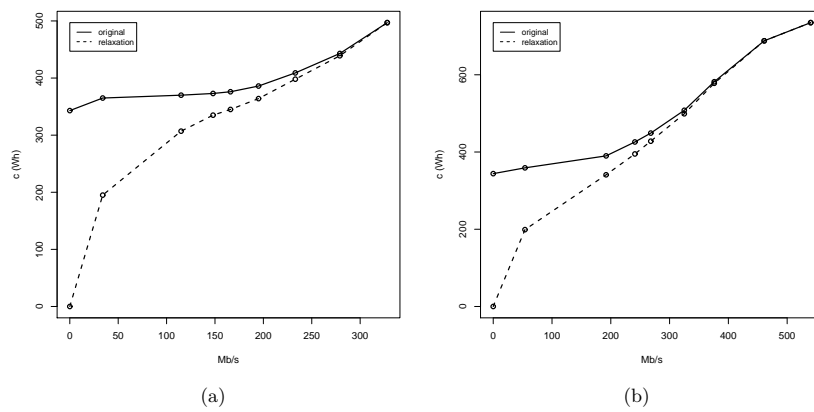 original
relaxation
500
400
300
200
100
0
c (Wh)
0 50 100 150 200 250 300
Mb/s
(a)
original
relaxation
600
400
200
0
c (Wh)
0 100 200 300 400 500
Mb/s
(b)